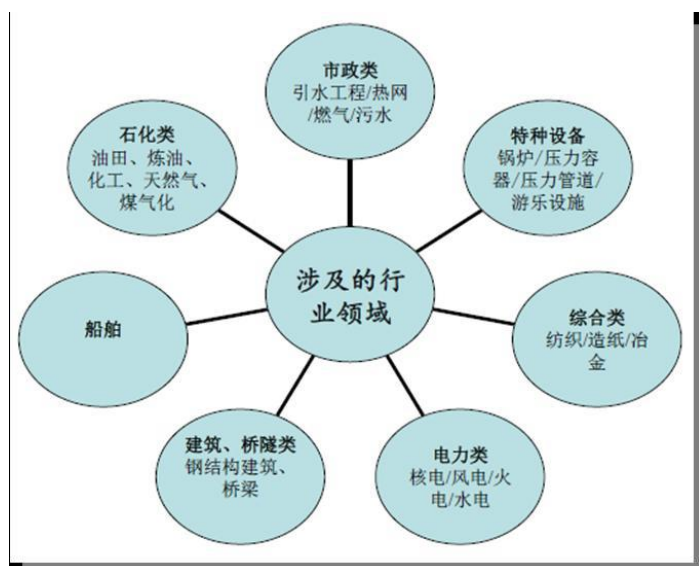 市政类
引水工程/热网
/燃气/污水
石化类
油田、炼油、
化工、天然气、
煤气化
特种设备
锅炉/压力容
器/压力管道/
游乐设施
涉及的行
业领域
船舶
综合类
纺织/造纸/冶
金
建筑、桥隧类
钢结构建筑、
桥梁
电力类
核电/风电/火
电/水电